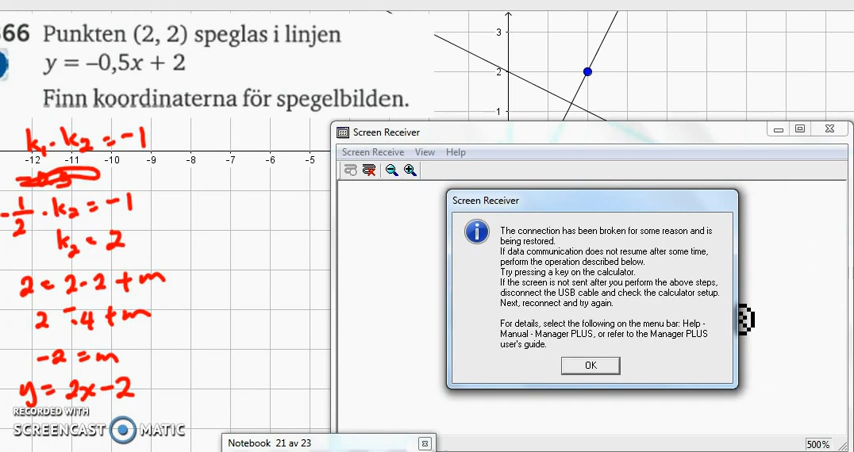 66 Punkten (2, 2) speglas i linjen
y = –0,5x + 2
Finn koordinaterna för spegelbilden.
3
2
1
-12 -11 -10 -9 -8 -7 -6 -5
k₁ · k₂ = -1
-1/2 · k₂ = -1
k₂ = 2
2 = 2·2 + m
2 = 4 + m
-2 = m
y = 2x - 2
RECORDED WITH
SCREENCAST MATIC
Screen Receiver
Screen Receive View Help
Screen Receiver
The connection has been broken for some reason and is
being restored.
If data communication does not resume after some time,
perform the operation described below.
Try pressing a key on the calculator.
If the screen is not sent after you perform the above steps,
disconnect the USB cable and check the calculator setup.
Next, reconnect and try again.
For details, select the following on the menu bar: Help -
Manual - Manager PLUS, or refer to the Manager PLUS
user's guide.
OK
500%
Notebook 21 av 23